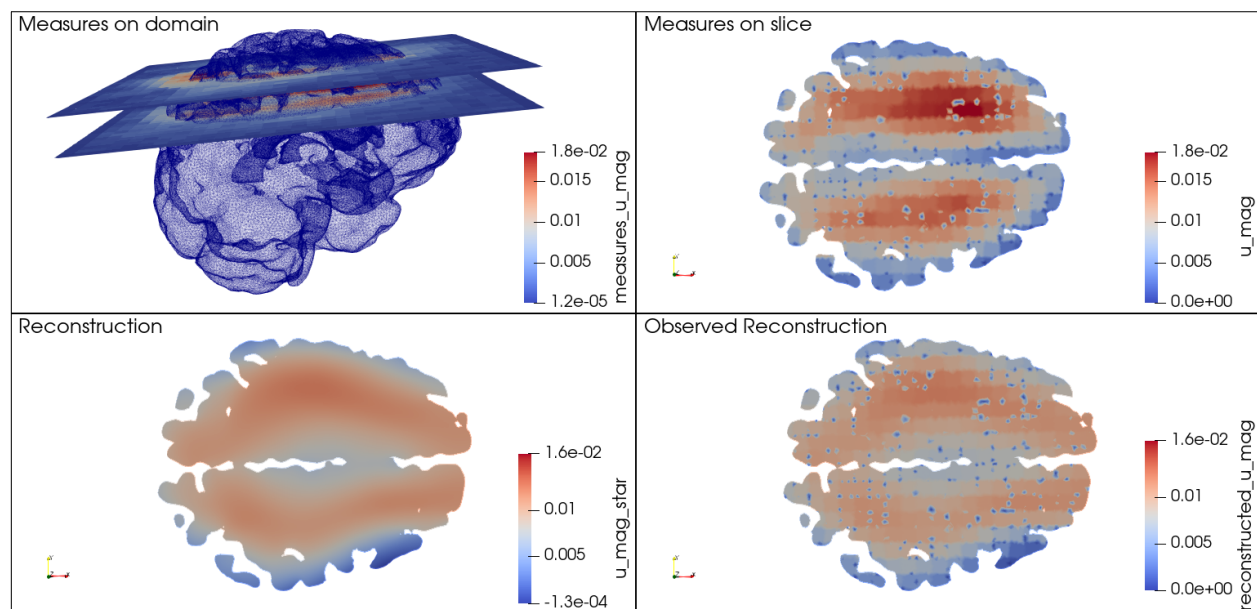 Measures on domain
1.8e-02
0.015
0.01
0.005
1.2e-05
measures_u_mag
Measures on slice
1.8e-02
0.015
0.01
0.005
0.0e+00
u_mag
Reconstruction
1.6e-02
0.01
0.005
-1.3e-04
u_mag_star
Observed Reconstruction
1.6e-02
0.01
0.005
0.0e+00
reconstructed_u_mag